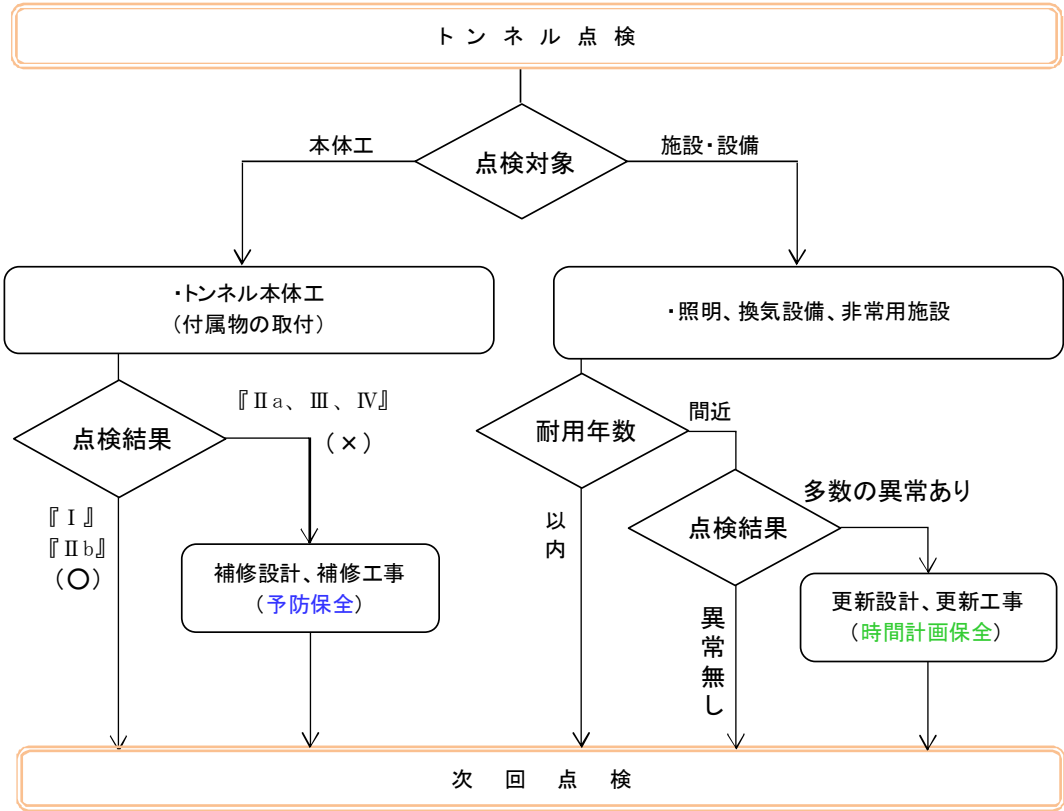 トンネル点検
本体工
点検対象
施設・設備
・トンネル本体工
（付属物の取付）
・照明、換気設備、非常用施設
『Ⅱa、Ⅲ、Ⅳ』
（×）
点検結果
耐用年数
間近
多数の異常あり
点検結果
『Ⅰ』
『Ⅱb』
（○）
以内
補修設計、補修工事
（予防保全）
更新設計、更新工事
（時間計画保全）
異常無し
次回点検